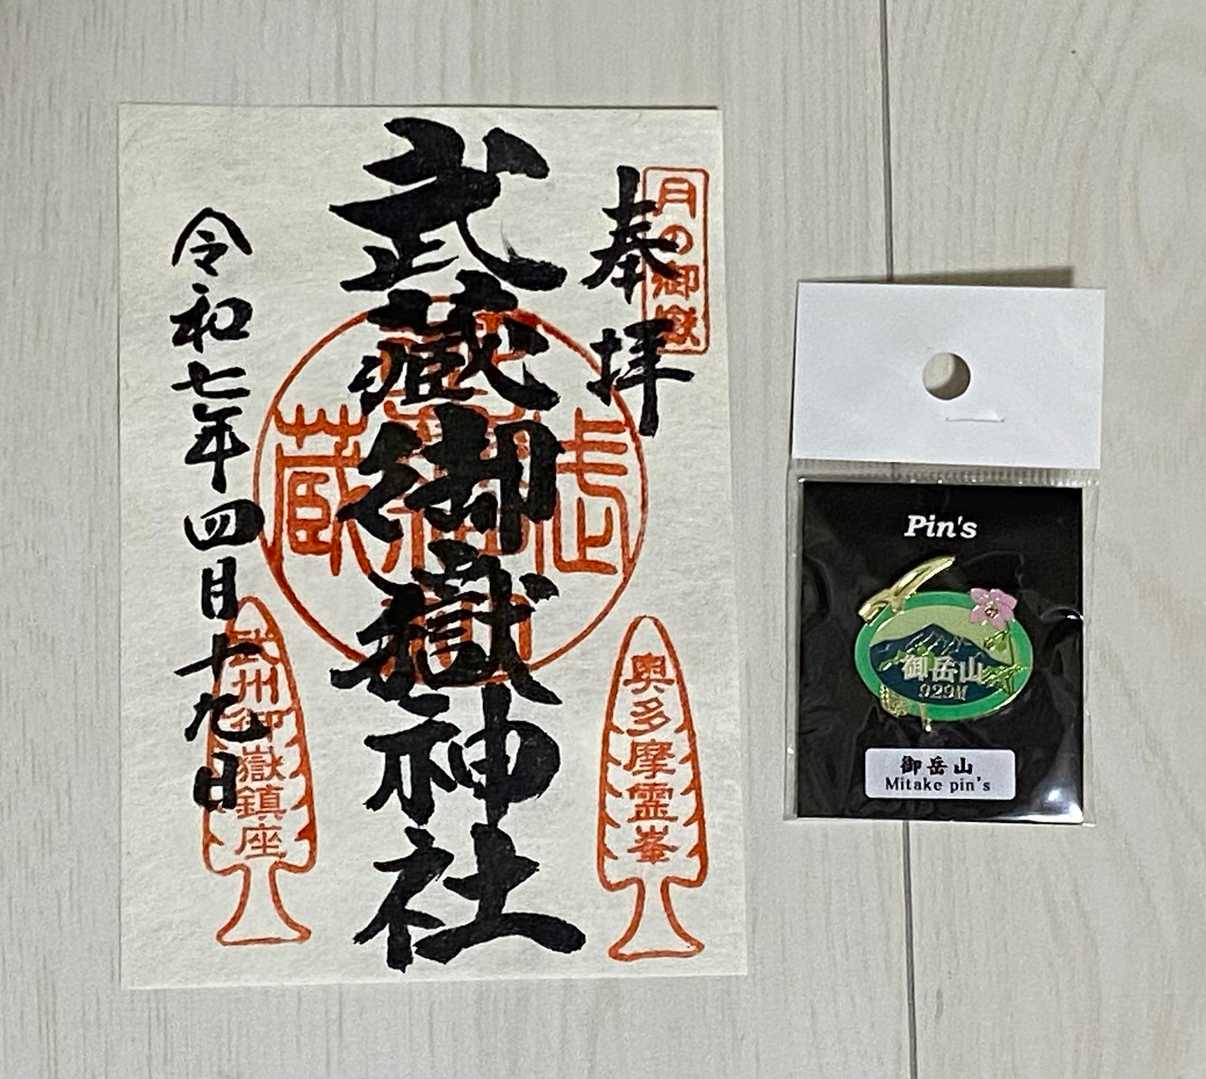 奉拝
月の御嶽
武蔵御嶽神社
令和七年四月十九日
奥多摩霊峯
武州御嶽鎮座
武
蔵
Pin's
御岳山
929M
御岳山
Mitake pin's